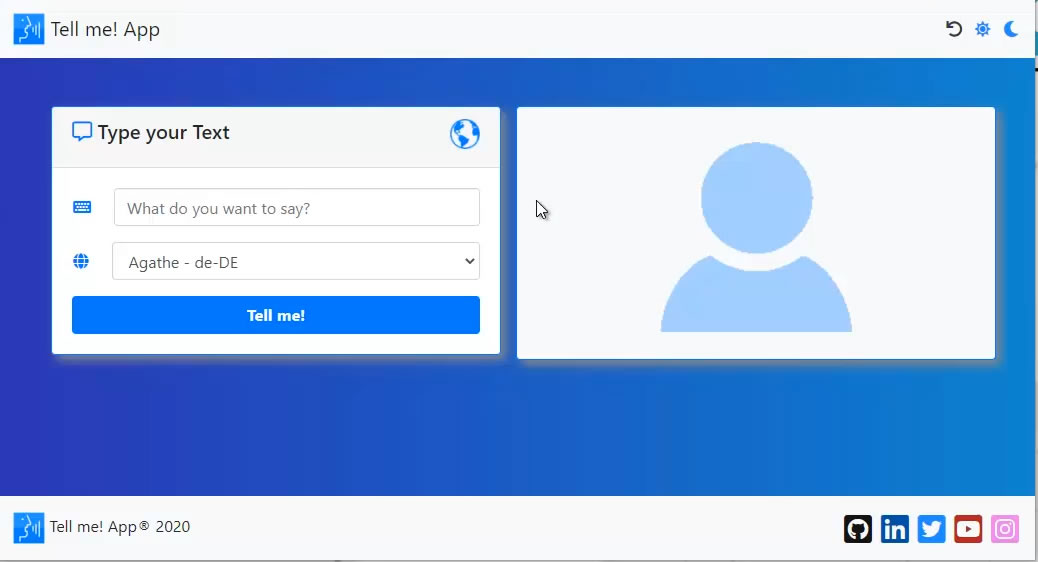 Tell me! App
Type your Text
What do you want to say?
Agathe - de-DE
Tell me!
Tell me! App® 2020